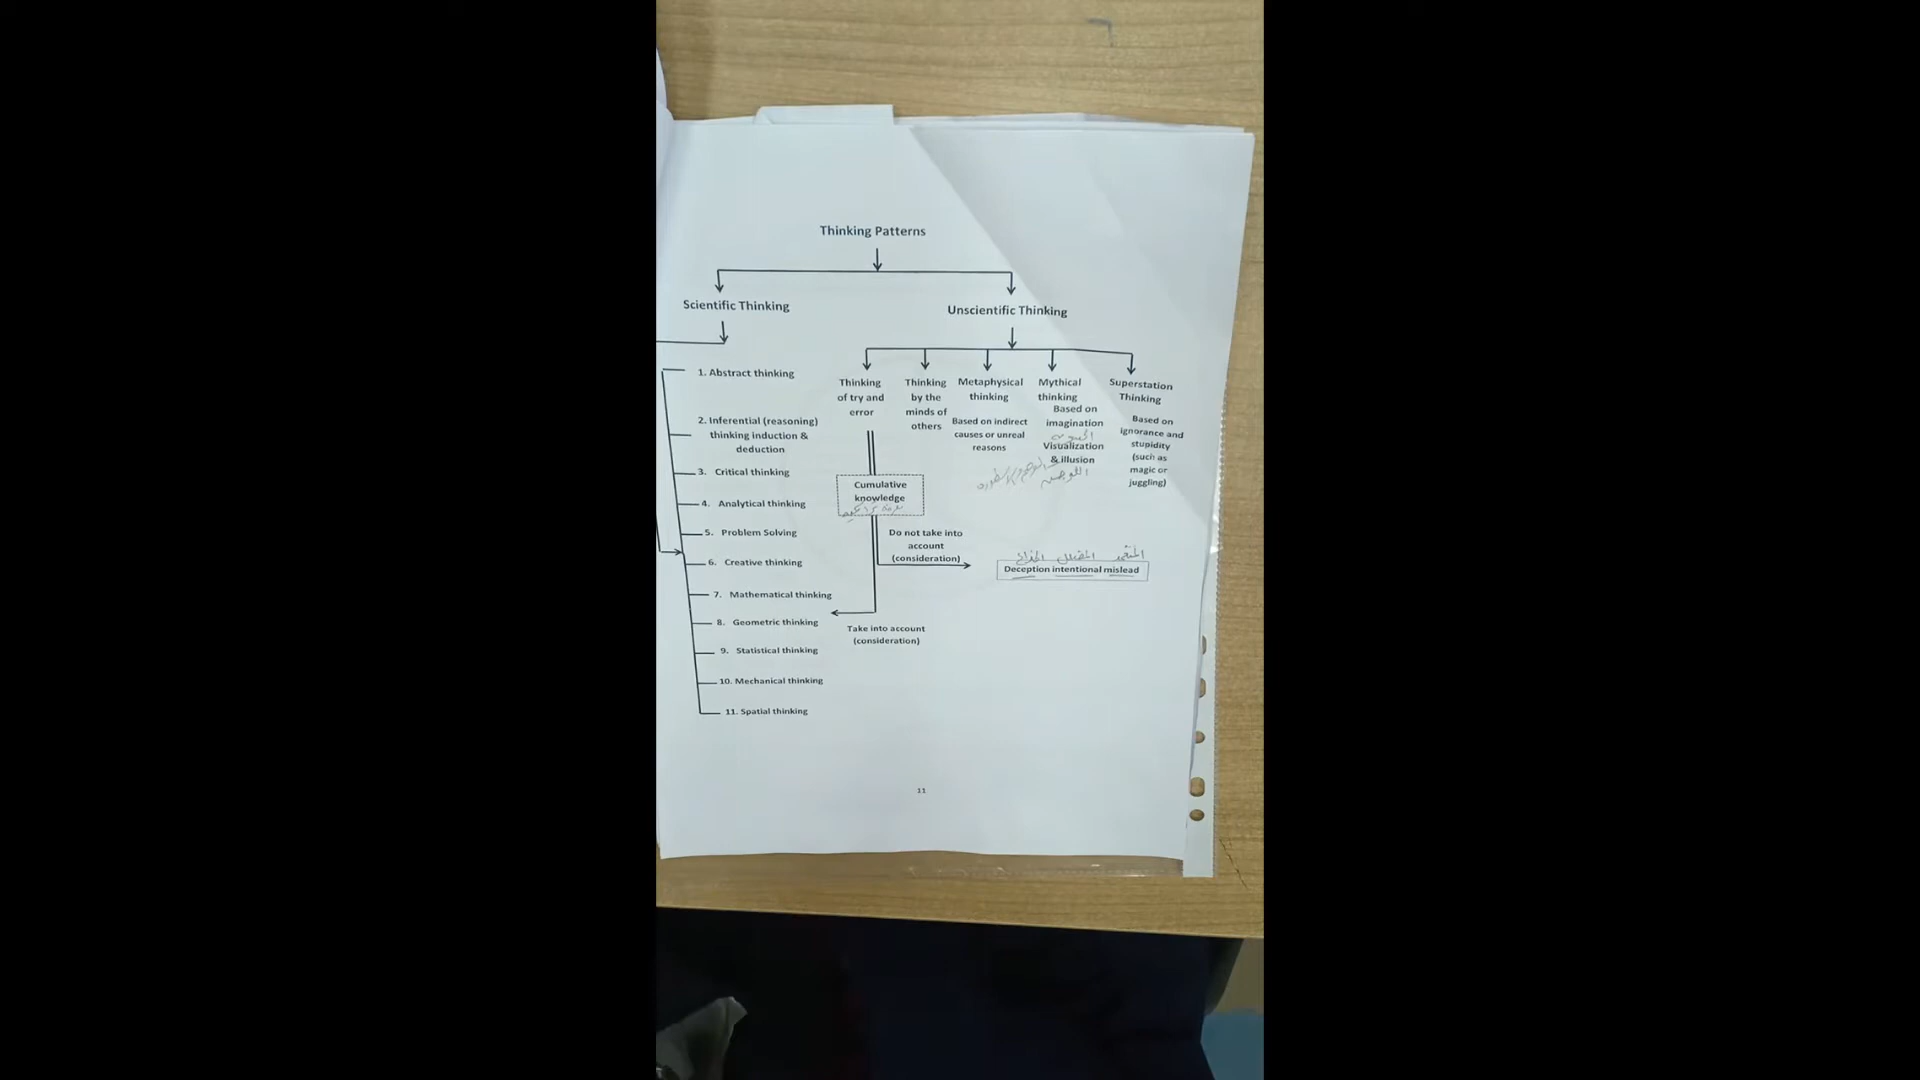 Thinking Patterns
Scientific Thinking
Unscientific Thinking
1. Abstract thinking
2. Inferential (reasoning)
thinking induction &
deduction
3. Critical thinking
4. Analytical thinking
5. Problem Solving
6. Creative thinking
7. Mathematical thinking
8. Geometric thinking
9. Statistical thinking
10. Mechanical thinking
11. Spatial thinking
Thinking
of try and
error
Thinking
by the
minds of
others
Metaphysical
thinking
Based on indirect
causes or unreal
reasons
Mythical
thinking
Based on
imagination
Visualization
& illusion
Superstation
Thinking
Based on
ignorance and
stupidity
(such as
magic or
juggling)
Cumulative
knowledge
Do not take into
account
(consideration)
Deception intentional mislead
Take into account
(consideration)
11